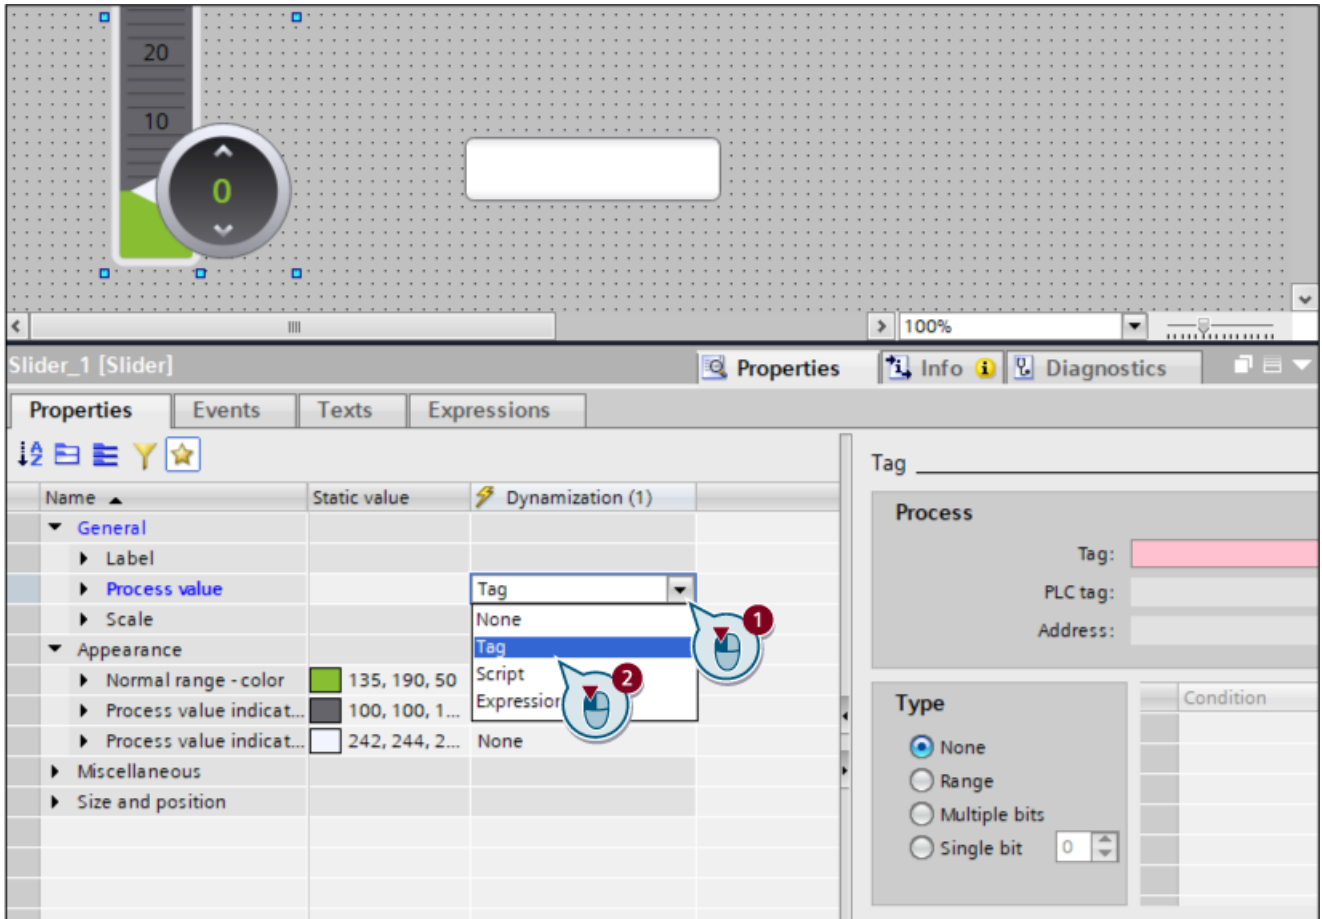 20
10
0
100%
Slider_1 [Slider]
Properties
Info
Diagnostics
Properties
Events
Texts
Expressions
Name
Static value
Dynamization (1)
General
Label
Process value
Tag
None
Tag
Script
Expression
1
2
Scale
Appearance
Normal range - color
135, 190, 50
Process value indicat...
100, 100, 1...
Process value indicat...
242, 244, 2...
None
Miscellaneous
Size and position
Tag
Process
Tag:
PLC tag:
Address:
Type
None
Range
Multiple bits
Single bit
0
Condition